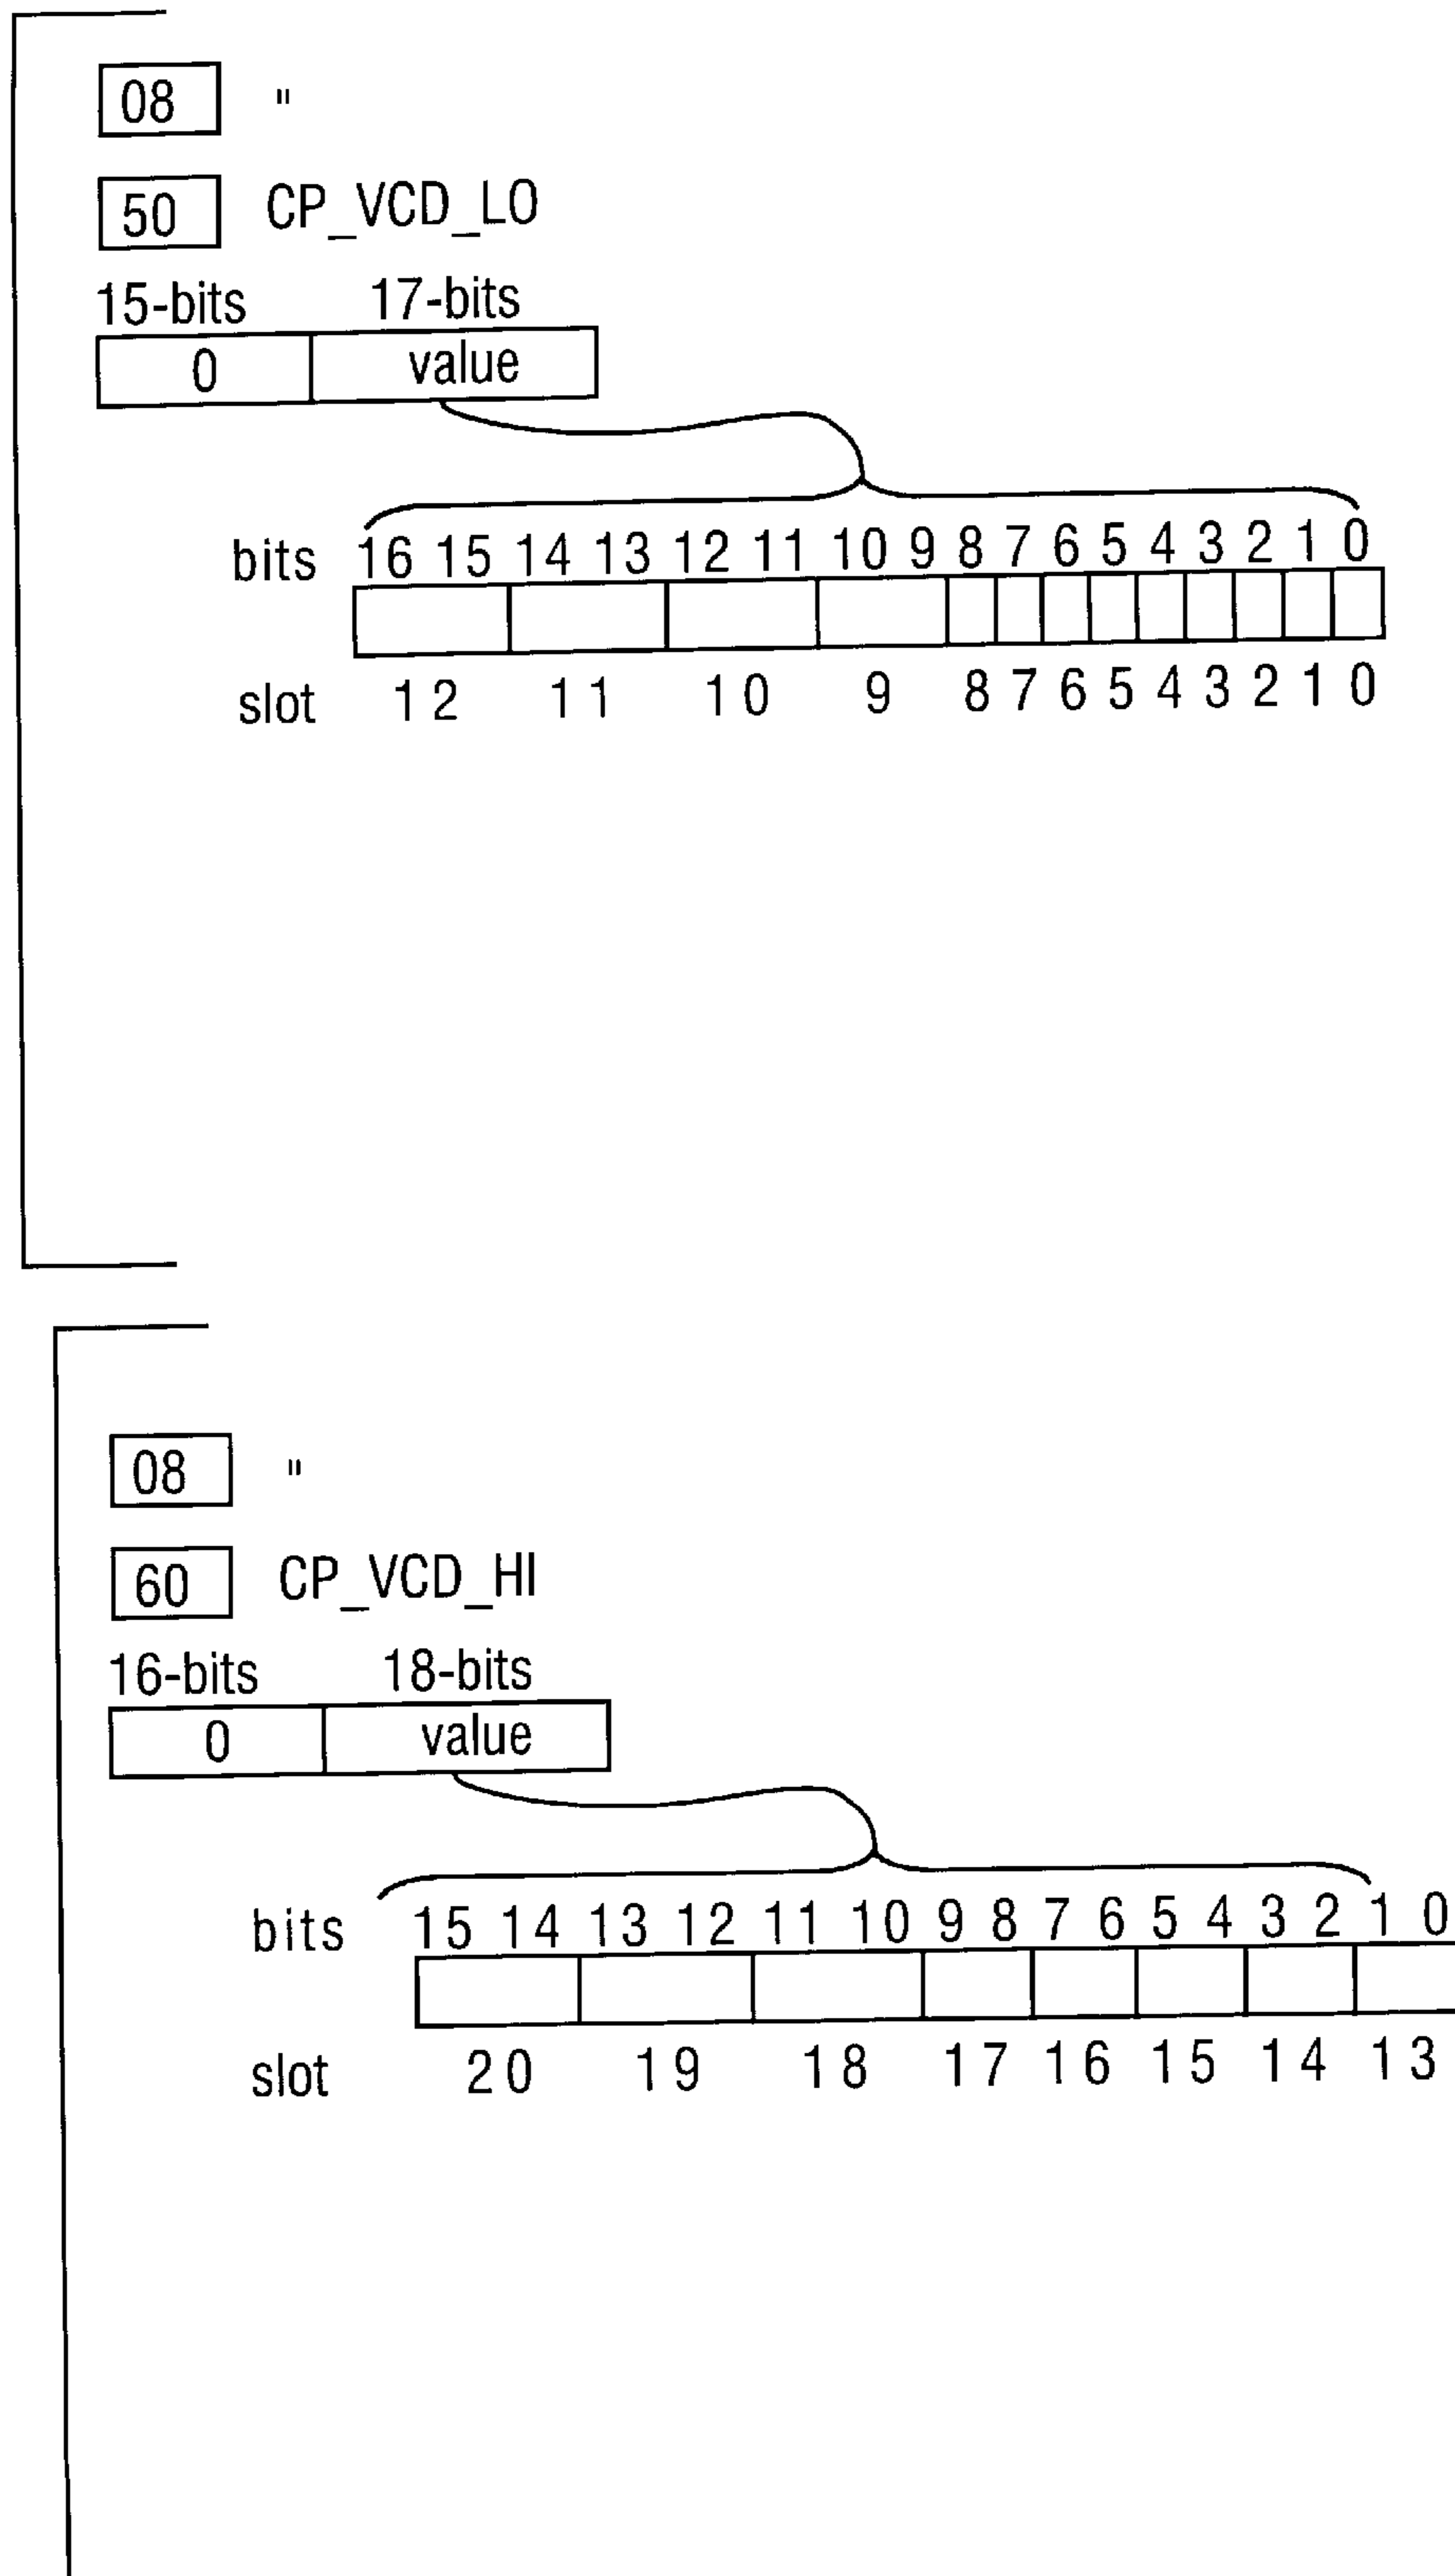 08 "
50 CP_VCD_LO
15-bits 17-bits
0 value
bits 16 15 14 13 12 11 10 9 8 7 6 5 4 3 2 1 0
slot 12 11 10 9 8 7 6 5 4 3 2 1 0
08 "
60 CP_VCD_HI
16-bits 18-bits
0 value
bits 15 14 13 12 11 10 9 8 7 6 5 4 3 2 1 0
slot 20 19 18 17 16 15 14 13